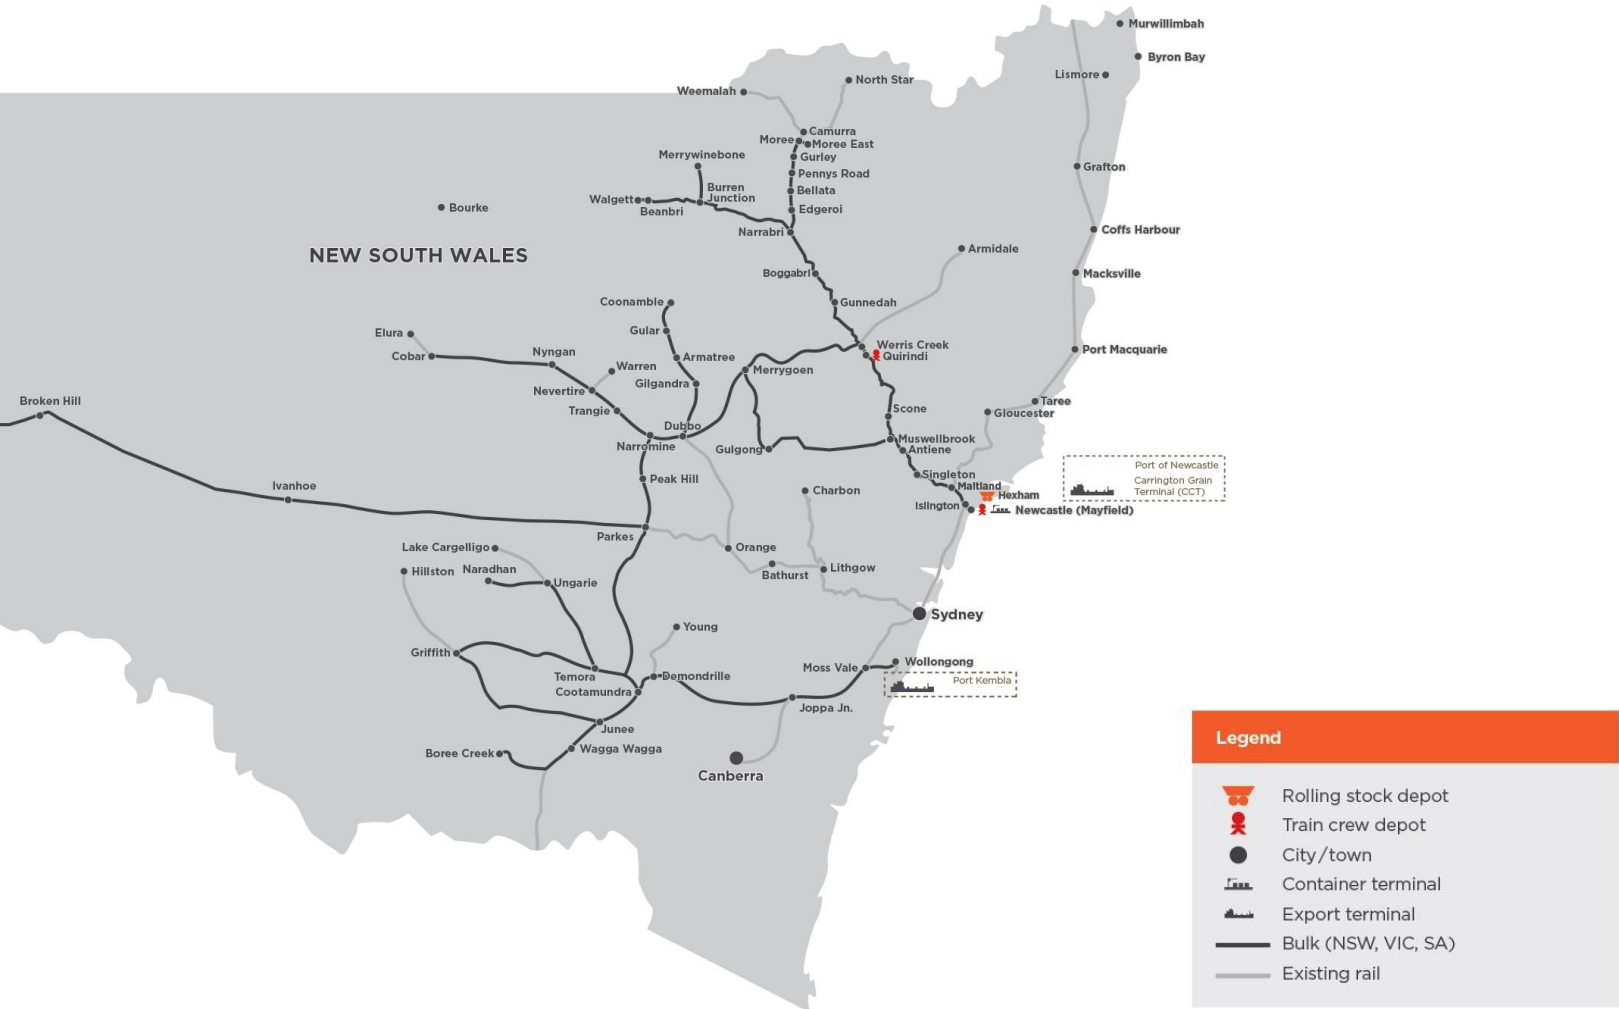 Murwillimbah
Byron Bay
Lismore
North Star
Weemalah
Camurra
Moree
Moree East
Gurley
Merrywinebone
Grafton
Pennys Road
Burren
Junction
Bellata
Walgett
Beanbri
Edgeroi
Bourke
Narrabri
Coffs Harbour
NEW SOUTH WALES
Armidale
Boggabri
Macksville
Coonamble
Gunnedah
Elura
Gular
Werris Creek
Quirindi
Port Macquarie
Cobar
Nyngan
Armatree
Warren
Merrygoen
Gilgandra
Nevertire
Broken Hill
Taree
Trangie
Scone
Gloucester
Dubbo
Narromine
Muswellbrook
Gulgong
Antiene
Port of Newcastle
Carrington Grain
Terminal (CCT)
Peak Hill
Singleton
Ivanhoe
Charbon
Maitland
Hexham
Islington
Newcastle (Mayfield)
Parkes
Lake Cargelligo
Orange
Hillston
Naradhan
Ungarie
Bathurst
Lithgow
Sydney
Young
Griffith
Moss Vale
Wollongong
Temora
Demondrille
Port Kembla
Cootamundra
Joppa Jn.
Junee
Boree Creek
Wagga Wagga
Canberra
Legend
Rolling stock depot
Train crew depot
City/town
Container terminal
Export terminal
Bulk (NSW, VIC, SA)
Existing rail